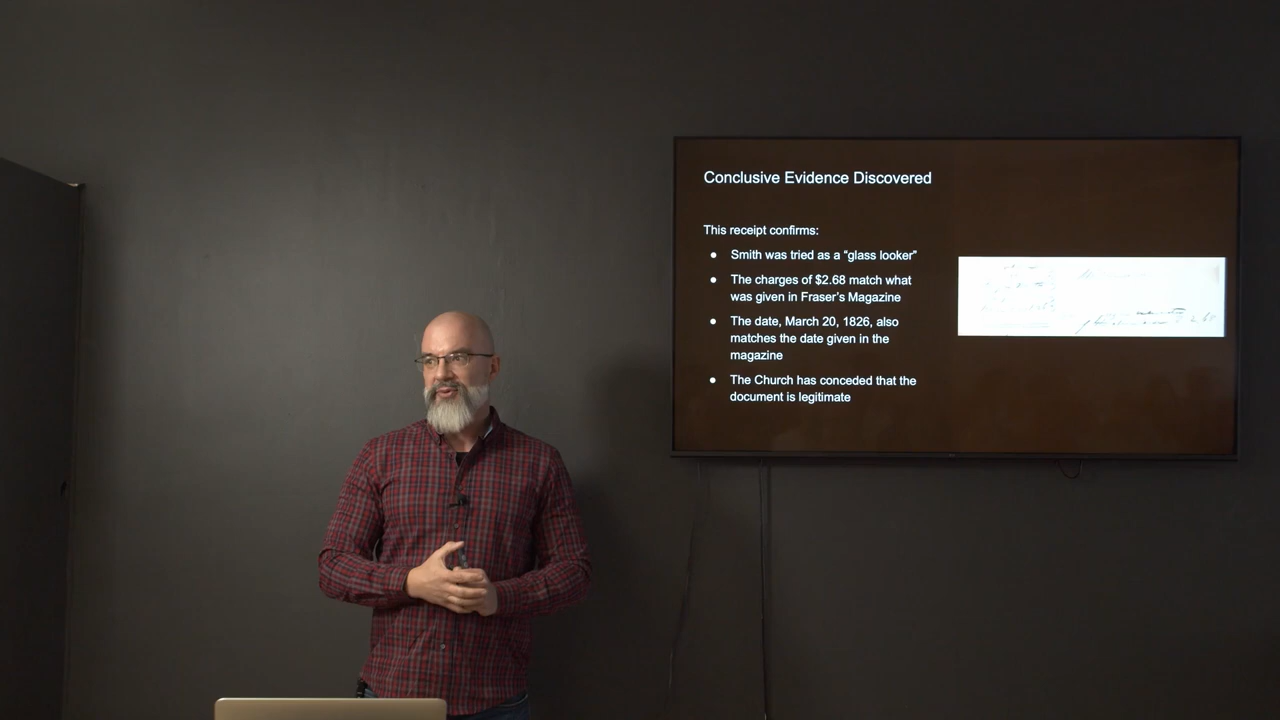 Conclusive Evidence Discovered
This receipt confirms:
● Smith was tried as a “glass looker”
● The charges of $2.68 match what
was given in Fraser’s Magazine
● The date, March 20, 1826, also
matches the date given in the
magazine
● The Church has conceded that the
document is legitimate